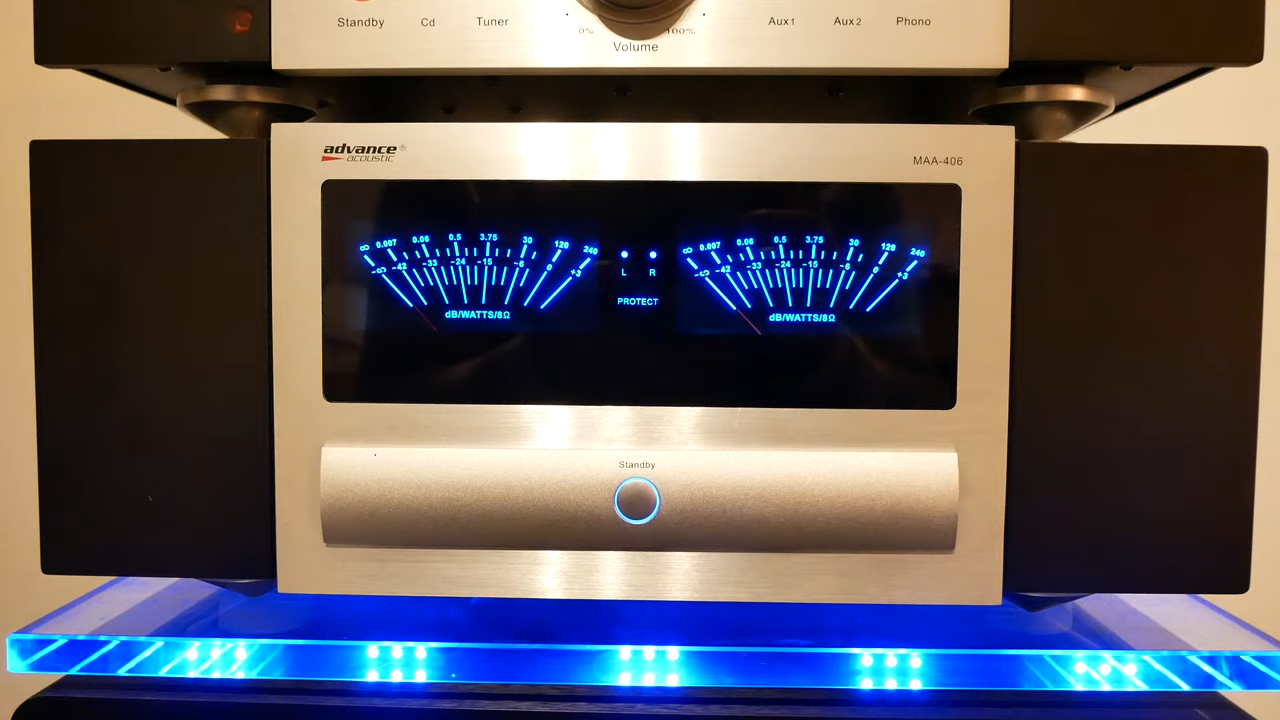 Standby Cd Tuner 0% 100% Aux1 Aux2 Phono
Volume
advance®
acoustic
MAA-406
∞ 0.007 0.06 0.5 3.75 30 120 240
-∞ -42 -33 -24 -15 -6 0 +3
dB/WATTS/8Ω
L R
PROTECT
∞ 0.007 0.06 0.5 3.75 30 120 240
-∞ -42 -33 -24 -15 -6 0 +3
dB/WATTS/8Ω
Standby